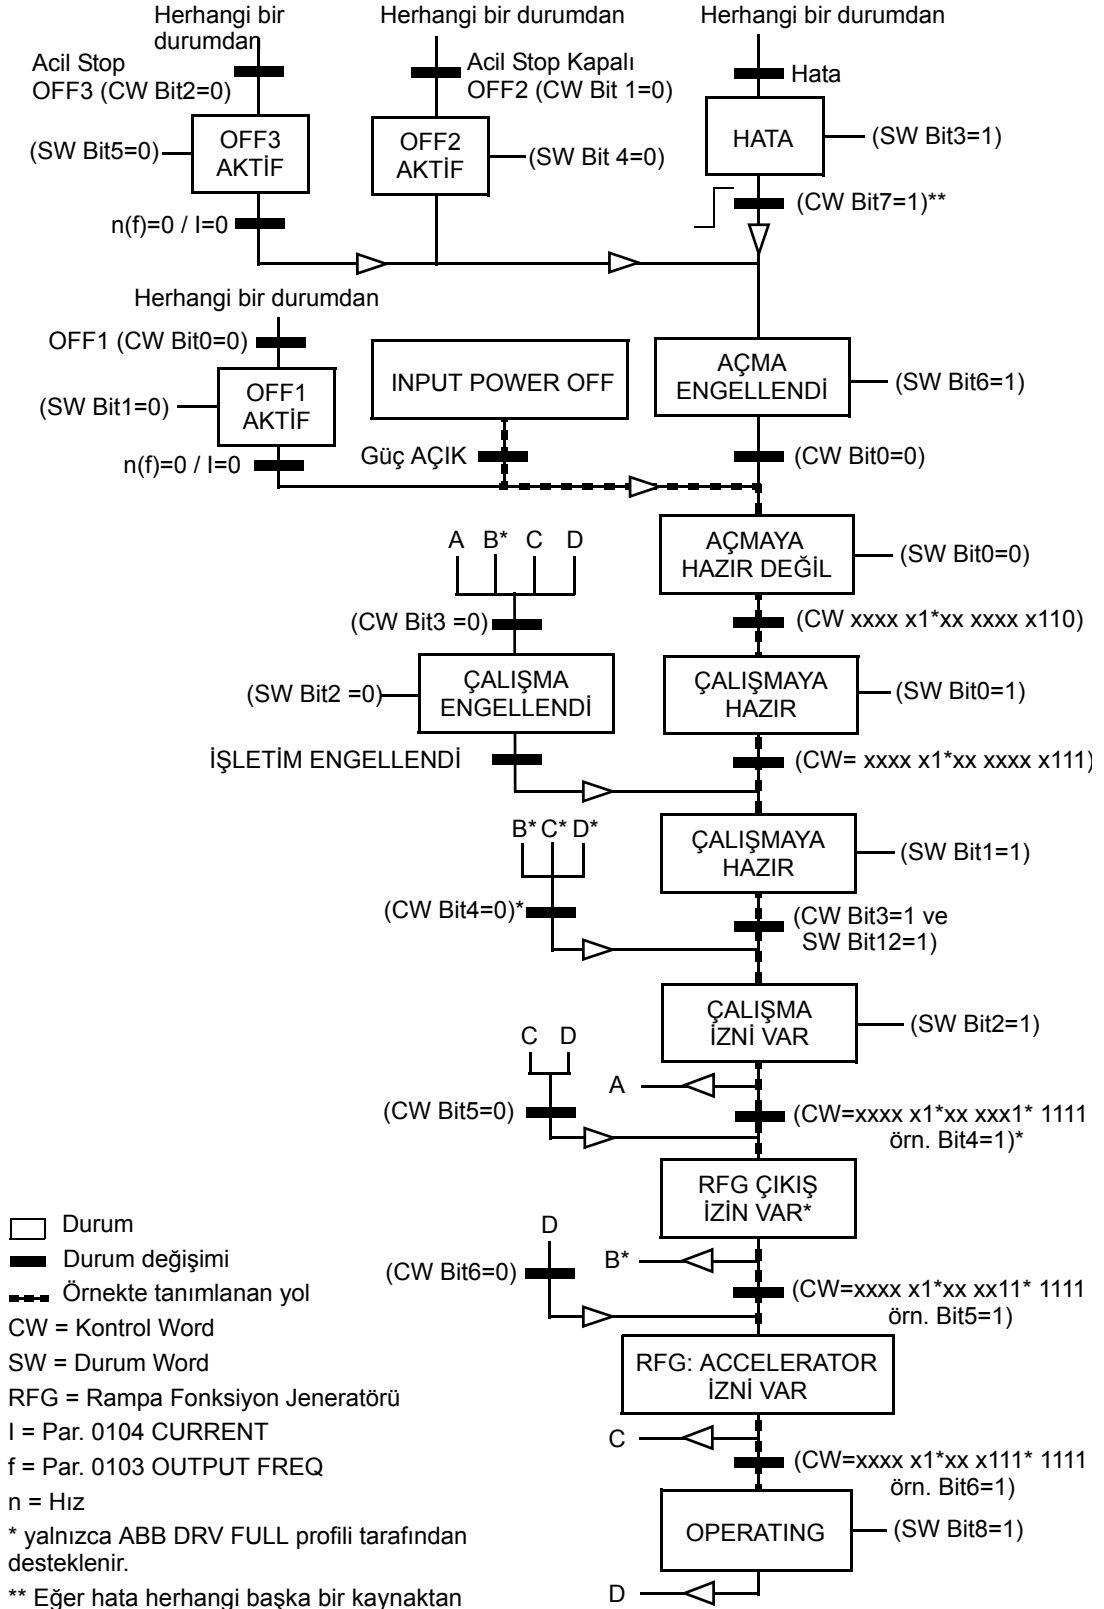 Herhangi bir durumdan
Herhangi bir durumdan
Herhangi bir durumdan
Acil Stop
OFF3 (CW Bit2=0)
Acil Stop Kapalı
OFF2 (CW Bit 1=0)
Hata
(SW Bit5=0)
OFF3
AKTİF
OFF2
AKTİF
(SW Bit 4=0)
HATA
(SW Bit3=1)
n(f)=0 / I=0
(CW Bit7=1)**
Herhangi bir durumdan
OFF1 (CW Bit0=0)
(SW Bit1=0)
OFF1
AKTİF
INPUT POWER OFF
AÇMA
ENGELLENDİ
(SW Bit6=1)
n(f)=0 / I=0
Güç AÇIK
(CW Bit0=0)
A B* C D
AÇMAYA
HAZIR DEĞİL
(SW Bit0=0)
(CW Bit3 =0)
(CW xxxx x1*xx xxxx x110)
(SW Bit2 =0)
ÇALIŞMA
ENGELLENDİ
ÇALIŞMAYA
HAZIR
(SW Bit0=1)
İŞLETİM ENGELLENDİ
(CW= xxxx x1*xx xxxx x111)
B* C* D*
ÇALIŞMAYA
HAZIR
(SW Bit1=1)
(CW Bit4=0)*
(CW Bit3=1 ve
SW Bit12=1)
ÇALIŞMA
İZNİ VAR
(SW Bit2=1)
C D
A
(CW Bit5=0)
(CW=xxxx x1*xx xxx1* 1111
örn. Bit4=1)*
RFG ÇIKIŞ
İZİN VAR*
D
B*
(CW Bit6=0)
(CW=xxxx x1*xx xx11* 1111
örn. Bit5=1)
RFG: ACCELERATOR
İZNİ VAR
C
(CW=xxxx x1*xx x111* 1111
örn. Bit6=1)
OPERATING
(SW Bit8=1)
D
Durum
Durum değişimi
Örnekte tanımlanan yol
CW = Kontrol Word
SW = Durum Word
RFG = Rampa Fonksiyon Jeneratörü
I = Par. 0104 CURRENT
f = Par. 0103 OUTPUT FREQ
n = Hız
* yalnızca ABB DRV FULL profili tarafından
desteklenir.
** Eğer hata herhangi başka bir kaynaktan